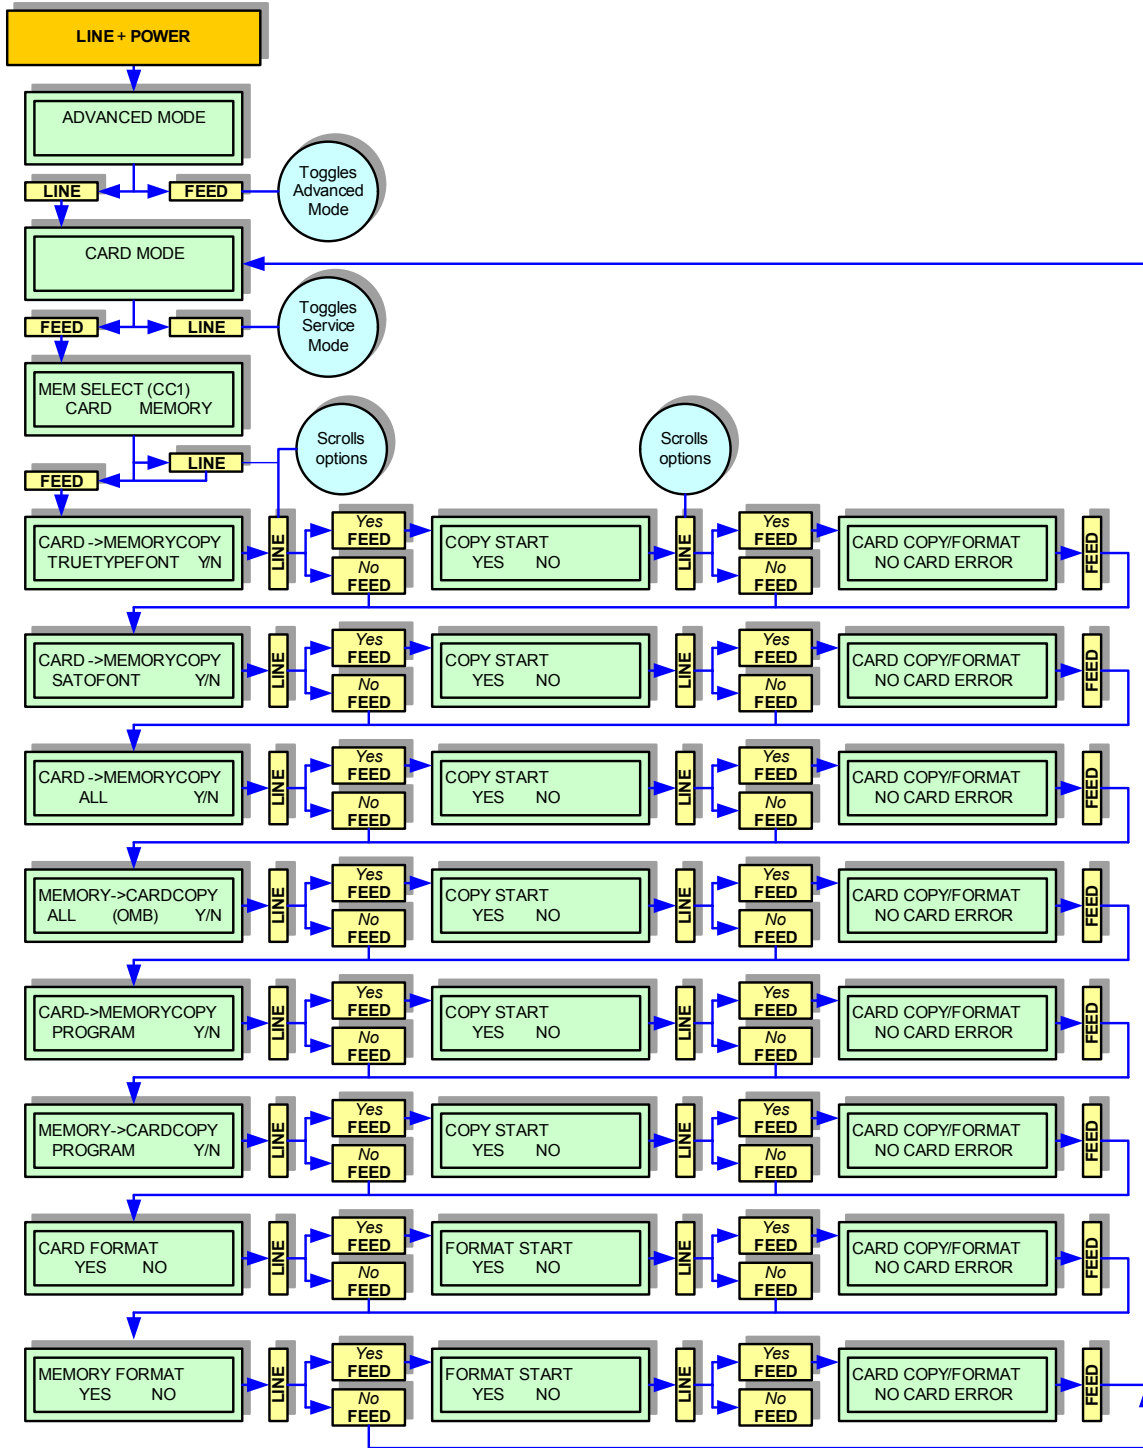 LINE + POWER
ADVANCED MODE
LINE
FEED
Toggles
Advanced
Mode
CARD MODE
FEED
LINE
Toggles
Service
Mode
MEM SELECT (CC1)
CARD MEMORY
LINE
FEED
Scrolls
options
Scrolls
options
CARD ->MEMORYCOPY
TRUETYPEFONT Y/N
LINE
Yes
FEED
No
FEED
COPY START
YES NO
LINE
Yes
FEED
No
FEED
CARD COPY/FORMAT
NO CARD ERROR
FEED
CARD ->MEMORYCOPY
SATOFONT Y/N
LINE
Yes
FEED
No
FEED
COPY START
YES NO
LINE
Yes
FEED
No
FEED
CARD COPY/FORMAT
NO CARD ERROR
FEED
CARD ->MEMORYCOPY
ALL Y/N
LINE
Yes
FEED
No
FEED
COPY START
YES NO
LINE
Yes
FEED
No
FEED
CARD COPY/FORMAT
NO CARD ERROR
FEED
MEMORY->CARDCOPY
ALL (OMB) Y/N
LINE
Yes
FEED
No
FEED
COPY START
YES NO
LINE
Yes
FEED
No
FEED
CARD COPY/FORMAT
NO CARD ERROR
FEED
CARD->MEMORYCOPY
PROGRAM Y/N
LINE
Yes
FEED
No
FEED
COPY START
YES NO
LINE
Yes
FEED
No
FEED
CARD COPY/FORMAT
NO CARD ERROR
FEED
MEMORY->CARDCOPY
PROGRAM Y/N
LINE
Yes
FEED
No
FEED
COPY START
YES NO
LINE
Yes
FEED
No
FEED
CARD COPY/FORMAT
NO CARD ERROR
FEED
CARD FORMAT
YES NO
LINE
Yes
FEED
No
FEED
FORMAT START
YES NO
LINE
Yes
FEED
No
FEED
CARD COPY/FORMAT
NO CARD ERROR
FEED
MEMORY FORMAT
YES NO
LINE
Yes
FEED
No
FEED
FORMAT START
YES NO
LINE
Yes
FEED
No
FEED
CARD COPY/FORMAT
NO CARD ERROR
FEED